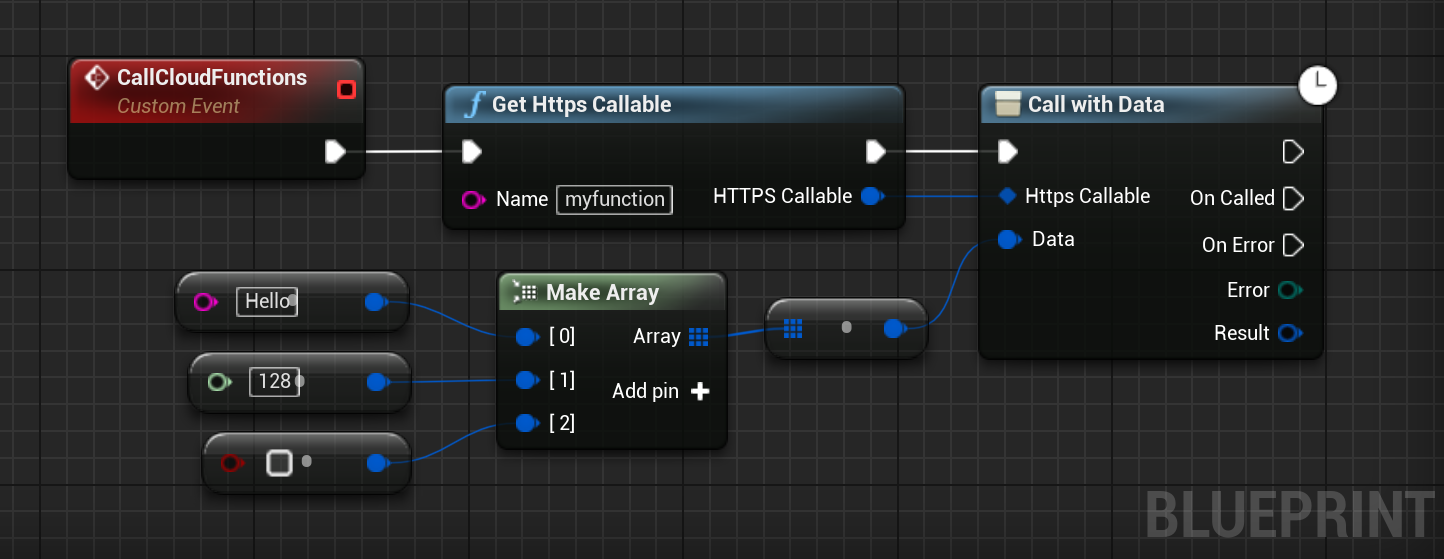 CallCloudFunctions
Custom Event
Get Https Callable
Name myfunction
HTTPS Callable
Call with Data
Https Callable
On Called
Data
On Error
Error
Result
Hello
128
Make Array
[ 0]
Array
[ 1]
Add pin
[ 2]
BLUEPRINT